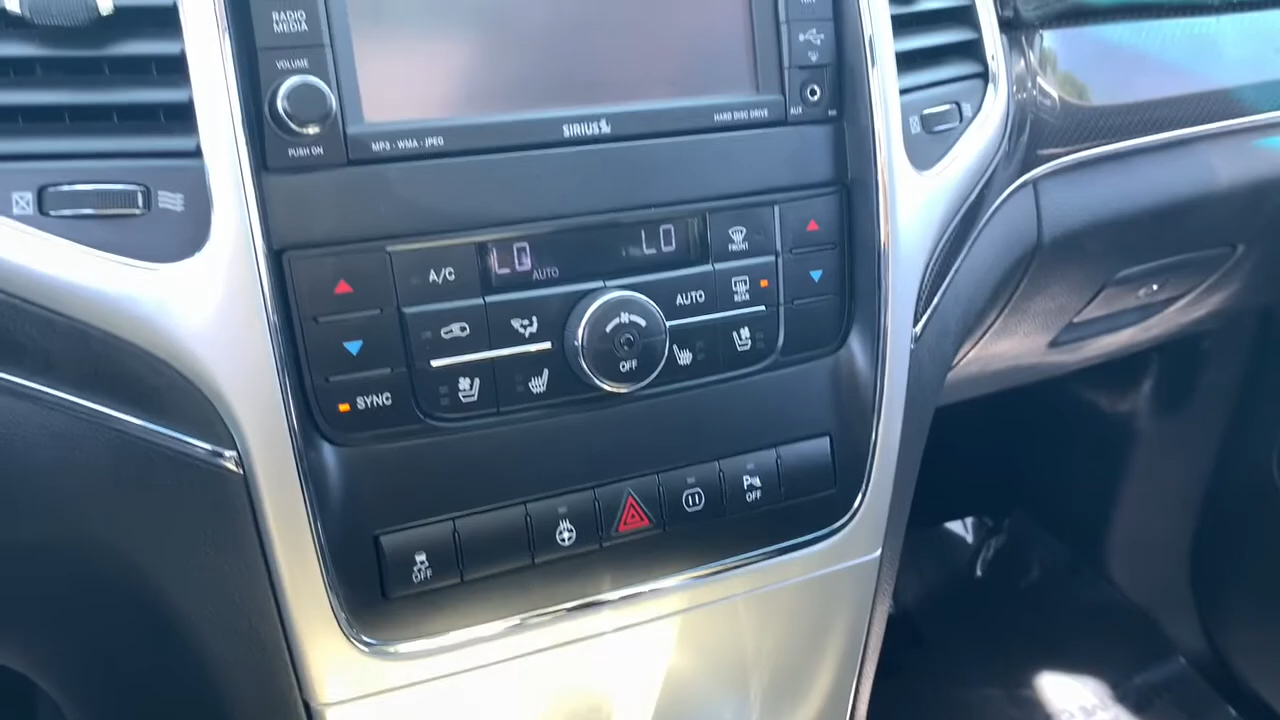 RADIO
MEDIA
VOLUME
PUSH ON
MP3 - WMA - JPEG
SIRIUS
HARD DISC DRIVE
AUX
A/C
LO
AUTO
LO
FRONT
AUTO
REAR
OFF
SYNC
OFF
P
OFF